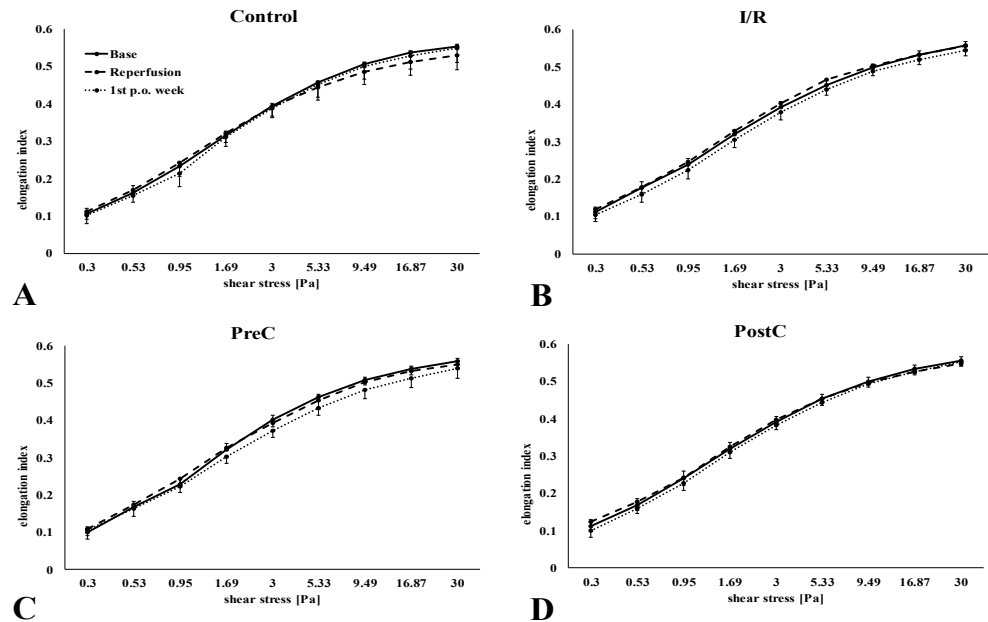 Control
0.6
0.5
0.4
0.3
0.2
0.1
0
elongation index
Base
Reperfusion
1st p.o. week
0.3 0.53 0.95 1.69 3 5.33 9.49 16.87 30
shear stress [Pa]
A
I/R
0.6
0.5
0.4
0.3
0.2
0.1
0
elongation index
0.3 0.53 0.95 1.69 3 5.33 9.49 16.87 30
shear stress [Pa]
B
PreC
0.6
0.5
0.4
0.3
0.2
0.1
0
elongation index
0.3 0.53 0.95 1.69 3 5.33 9.49 16.87 30
shear stress [Pa]
C
PostC
0.6
0.5
0.4
0.3
0.2
0.1
0
elongation index
0.3 0.53 0.95 1.69 3 5.33 9.49 16.87 30
shear stress [Pa]
D